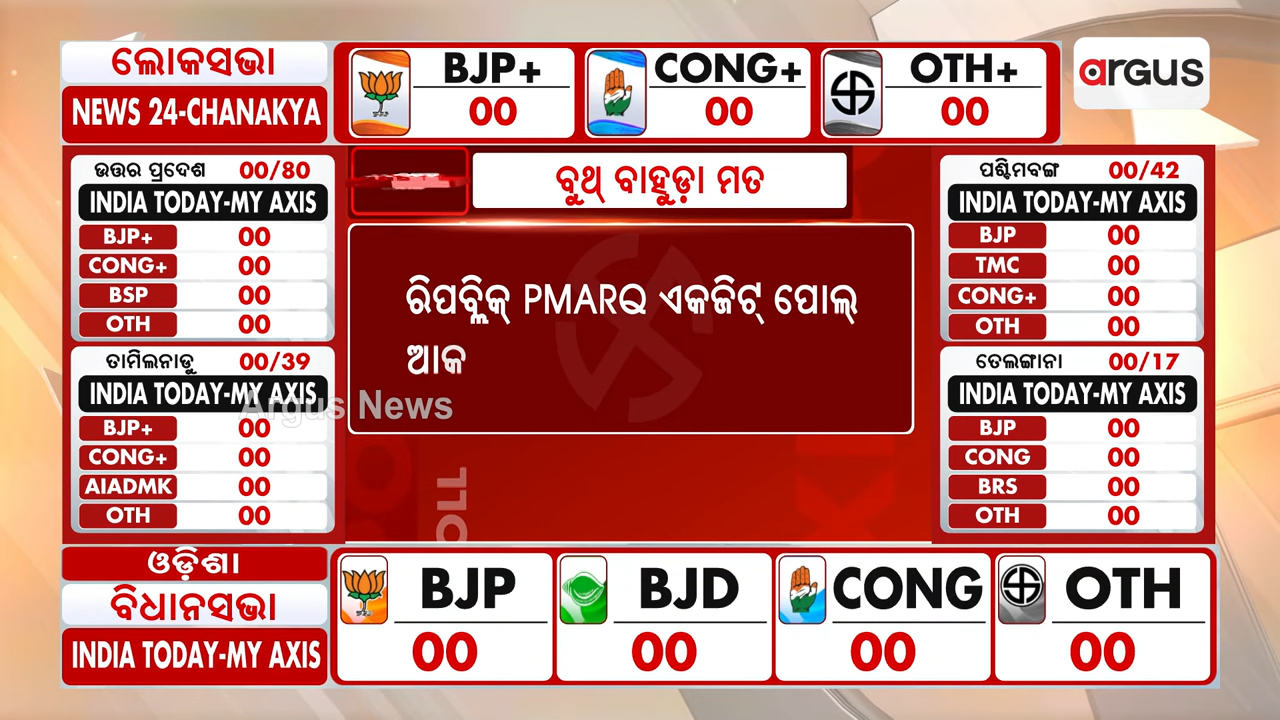 ଲୋକସଭା
NEWS 24-CHANAKYA
BJP+
00
CONG+
00
OTH+
00
argus
ଉତ୍ତର ପ୍ରଦେଶ 00/80
INDIA TODAY-MY AXIS
BJP+ 00
CONG+ 00
BSP 00
OTH 00
ତାମିଲନାଡୁ 00/39
INDIA TODAY-MY AXIS
BJP+ 00
CONG+ 00
AIADMK 00
OTH 00
ବୁଥ୍ ବାହୁଡ଼ା ମତ
ରିପବ୍ଲିକ୍ PMARQ ଏକଜିଟ୍ ପୋଲ୍
ଆକ
Argus News
OLL
ପଶ୍ଚିମବଙ୍ଗ 00/42
INDIA TODAY-MY AXIS
BJP 00
TMC 00
CONG+ 00
OTH 00
ତେଲଙ୍ଗାନା 00/17
INDIA TODAY-MY AXIS
BJP 00
CONG 00
BRS 00
OTH 00
ଓଡ଼ିଶା
ବିଧାନସଭା
INDIA TODAY-MY AXIS
BJP
00
BJD
00
CONG
00
OTH
00